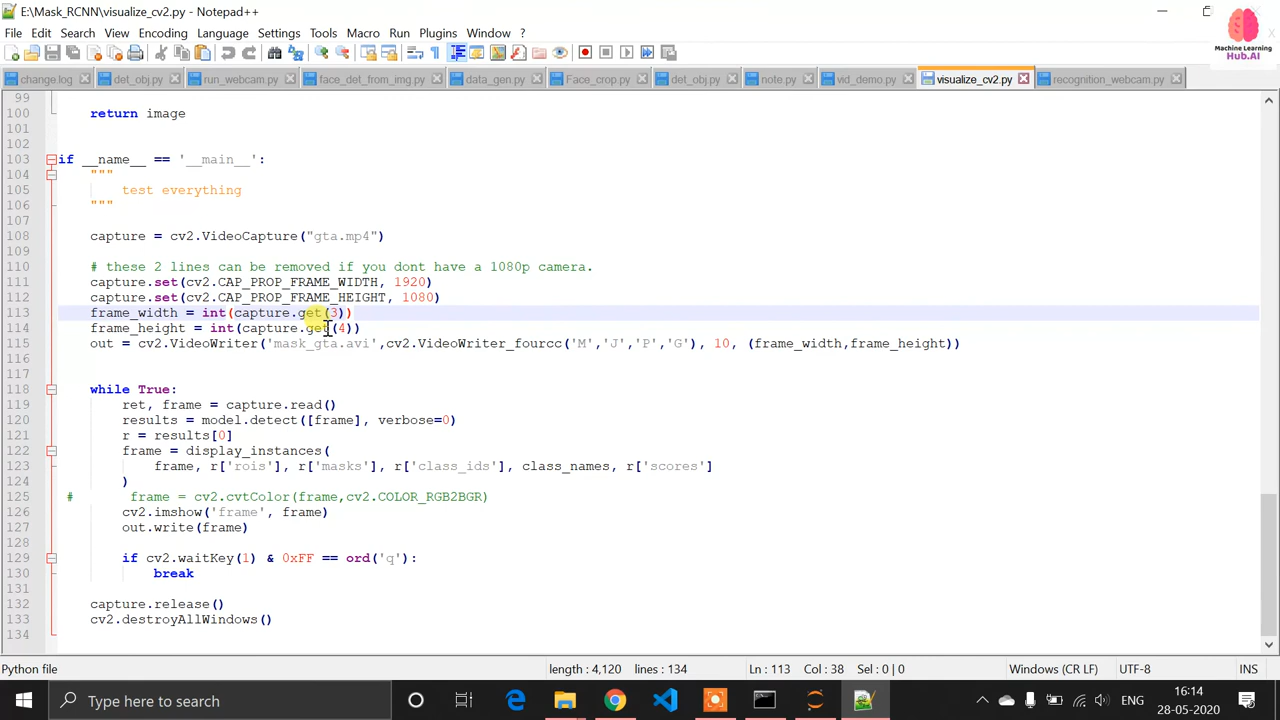 E:\Mask_RCNN\visualize_cv2.py - Notepad++
Machine Learning
Hub.AI
File Edit Search View Encoding Language Settings Tools Macro Run Plugins Window ?
change.log det_obj.py run_webcam.py face_det_from_img.py data_gen.py Face_crop.py det_obj.py note.py vid_demo.py visualize_cv2.py recognition_webcam.py
99
100 return image
101
102
103 if __name__ == '__main__':
104 """
105 test everything
106 """
107
108 capture = cv2.VideoCapture("gta.mp4")
109
110 # these 2 lines can be removed if you dont have a 1080p camera.
111 capture.set(cv2.CAP_PROP_FRAME_WIDTH, 1920)
112 capture.set(cv2.CAP_PROP_FRAME_HEIGHT, 1080)
113 frame_width = int(capture.get(3))
114 frame_height = int(capture.get(4))
115 out = cv2.VideoWriter('mask_gta.avi',cv2.VideoWriter_fourcc('M','J','P','G'), 10, (frame_width,frame_height))
116
117
118 while True:
119 ret, frame = capture.read()
120 results = model.detect([frame], verbose=0)
121 r = results[0]
122 frame = display_instances(
123 frame, r['rois'], r['masks'], r['class_ids'], class_names, r['scores']
124 )
125 # frame = cv2.cvtColor(frame,cv2.COLOR_RGB2BGR)
126 cv2.imshow('frame', frame)
127 out.write(frame)
128
129 if cv2.waitKey(1) & 0xFF == ord('q'):
130 break
131
132 capture.release()
133 cv2.destroyAllWindows()
134
Python file length : 4,120 lines : 134 Ln : 113 Col : 38 Sel : 0 | 0 Windows (CR LF) UTF-8 INS
Type here to search ENG 16:14
28-05-2020